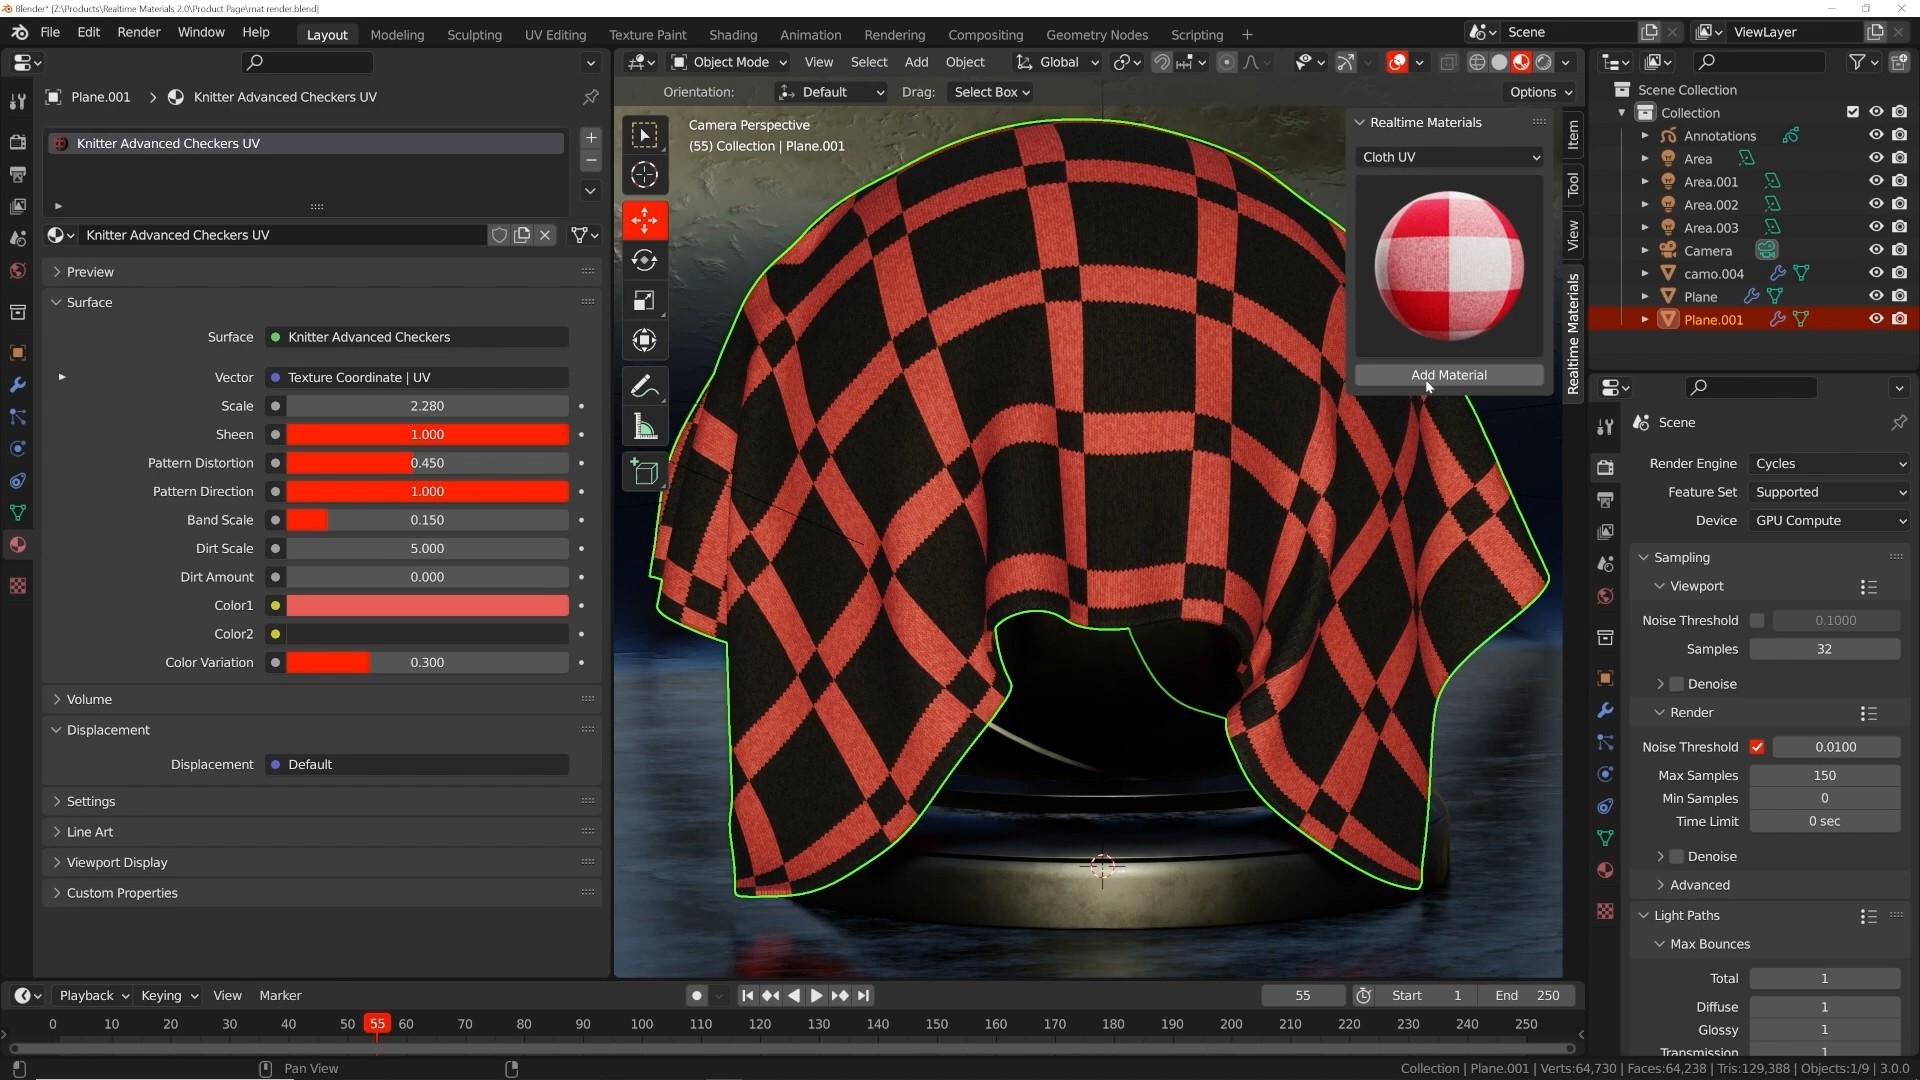 Blender* [Z:\Products\Realtime Materials 2.0\Product Page\mat render.blend]
File Edit Render Window Help Layout Modeling Sculpting UV Editing Texture Paint Shading Animation Rendering Compositing Geometry Nodes Scripting + Scene ViewLayer
Object Mode View Select Add Object Global
Orientation: Default Drag: Select Box Options
Plane.001 > Knitter Advanced Checkers UV
Knitter Advanced Checkers UV
Knitter Advanced Checkers UV
Preview
Surface
Surface Knitter Advanced Checkers
Vector Texture Coordinate | UV
Scale 2.280
Sheen 1.000
Pattern Distortion 0.450
Pattern Direction 1.000
Band Scale 0.150
Dirt Scale 5.000
Dirt Amount 0.000
Color1
Color2
Color Variation 0.300
Volume
Displacement
Displacement Default
Settings
Line Art
Viewport Display
Custom Properties
Camera Perspective
(55) Collection | Plane.001
Realtime Materials
Cloth UV
Add Material
Item
Tool
View
Realtime Materials
Scene Collection
Collection
Annotations
Area
Area.001
Area.002
Area.003
Camera
camo.004
Plane
Plane.001
Scene
Render Engine Cycles
Feature Set Supported
Device GPU Compute
Sampling
Viewport
Noise Threshold 0.1000
Samples 32
Denoise
Render
Noise Threshold 0.0100
Max Samples 150
Min Samples 0
Time Limit 0 sec
Denoise
Advanced
Light Paths
Max Bounces
Total 1
Diffuse 1
Glossy 1
Transmission 1
Playback Keying View Marker 55 Start 1 End 250
0 10 20 30 40 50 55 60 70 80 90 100 110 120 130 140 150 160 170 180 190 200 210 220 230 240 250
Pan View
Collection | Plane.001 | Verts:64,730 | Faces:64,238 | Tris:129,388 | Objects:1/9 | 3.0.0